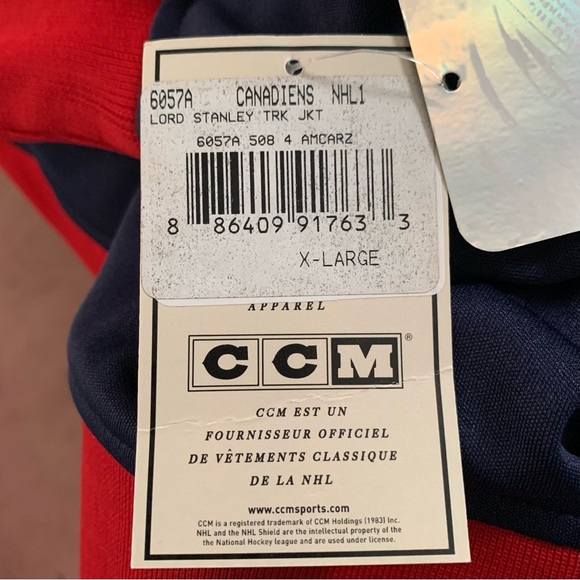 6057A CANADIENS NHL1
LORD STANLEY TRK JKT
6057A 508 4 AMCARZ
8 86409 91763 3
X-LARGE
APPAREL
CCM®
CCM EST UN
FOURNISSEUR OFFICIEL
DE VÊTEMENTS CLASSIQUE
DE LA NHL
www.ccmsports.com
CCM is a registered trademark of CCM Holdings (1983) Inc.
NHL and the NHL Shield are the intellectual property of the
the National Hockey league and are used under license.